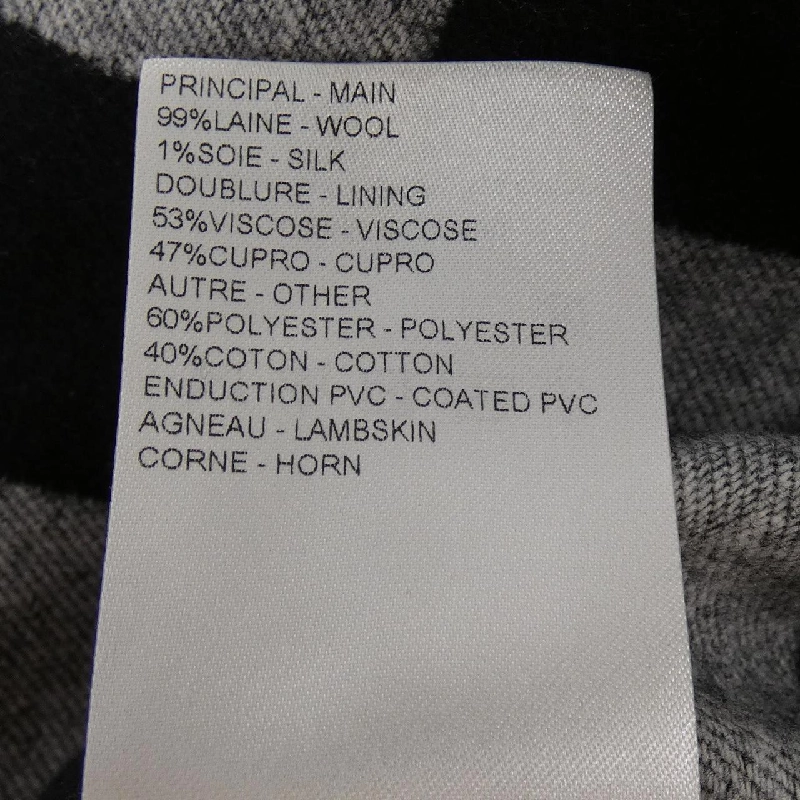 PRINCIPAL - MAIN
99%LAINE - WOOL
1%SOIE - SILK
DOUBLURE - LINING
53%VISCOSE - VISCOSE
47%CUPRO - CUPRO
AUTRE - OTHER
60%POLYESTER - POLYESTER
40%COTON - COTTON
ENDUCTION PVC - COATED PVC
AGNEAU - LAMBSKIN
CORNE - HORN